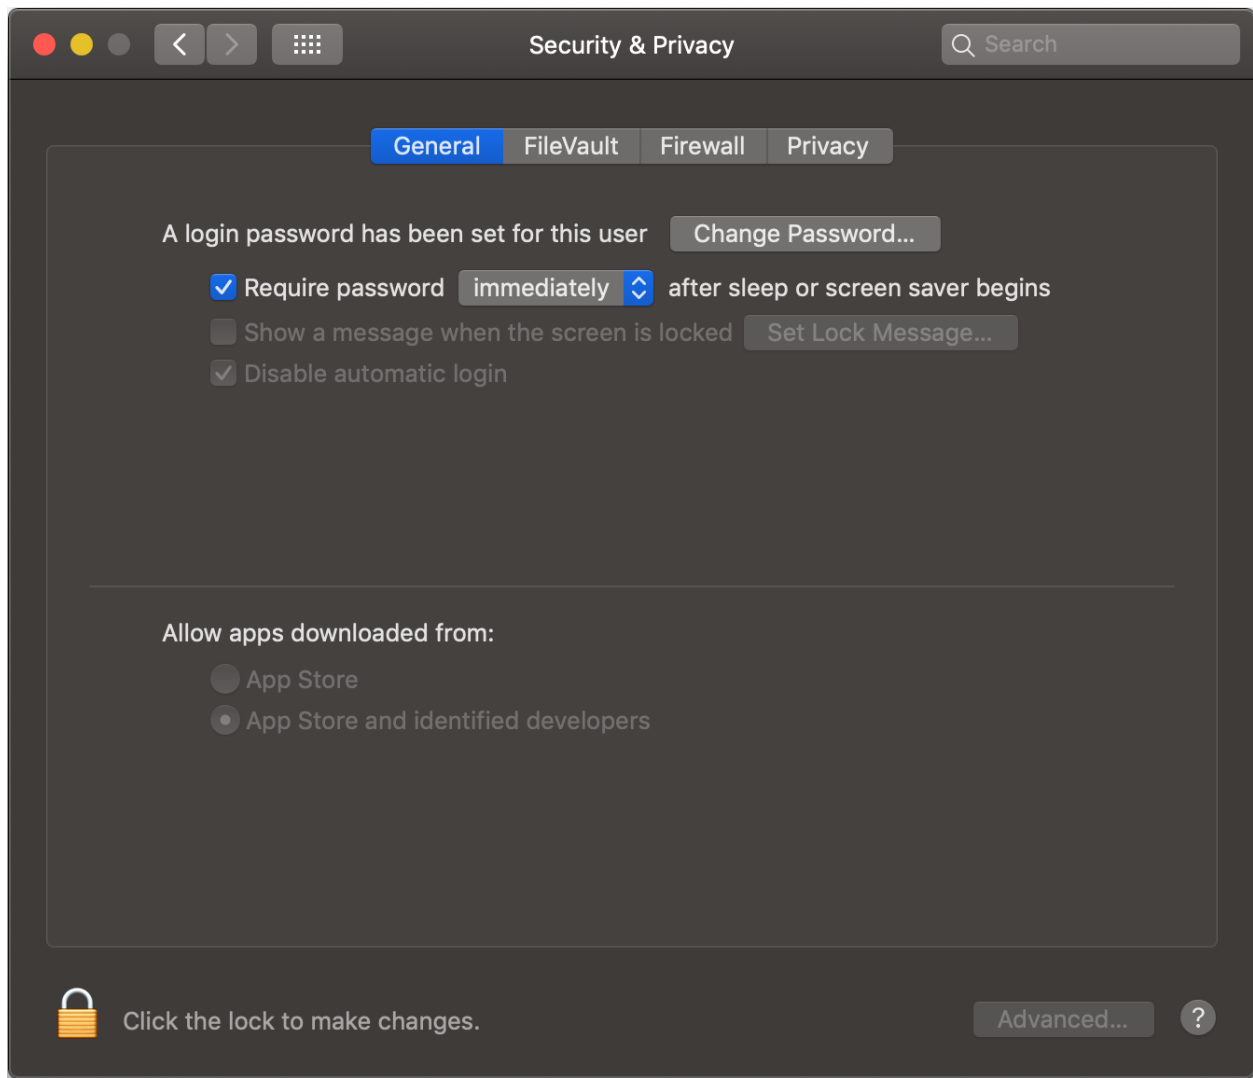 Security & Privacy
Search
General FileVault Firewall Privacy
A login password has been set for this user Change Password...
Require password immediately after sleep or screen saver begins
Show a message when the screen is locked Set Lock Message...
Disable automatic login
Allow apps downloaded from:
App Store
App Store and identified developers
Click the lock to make changes.
Advanced... ?